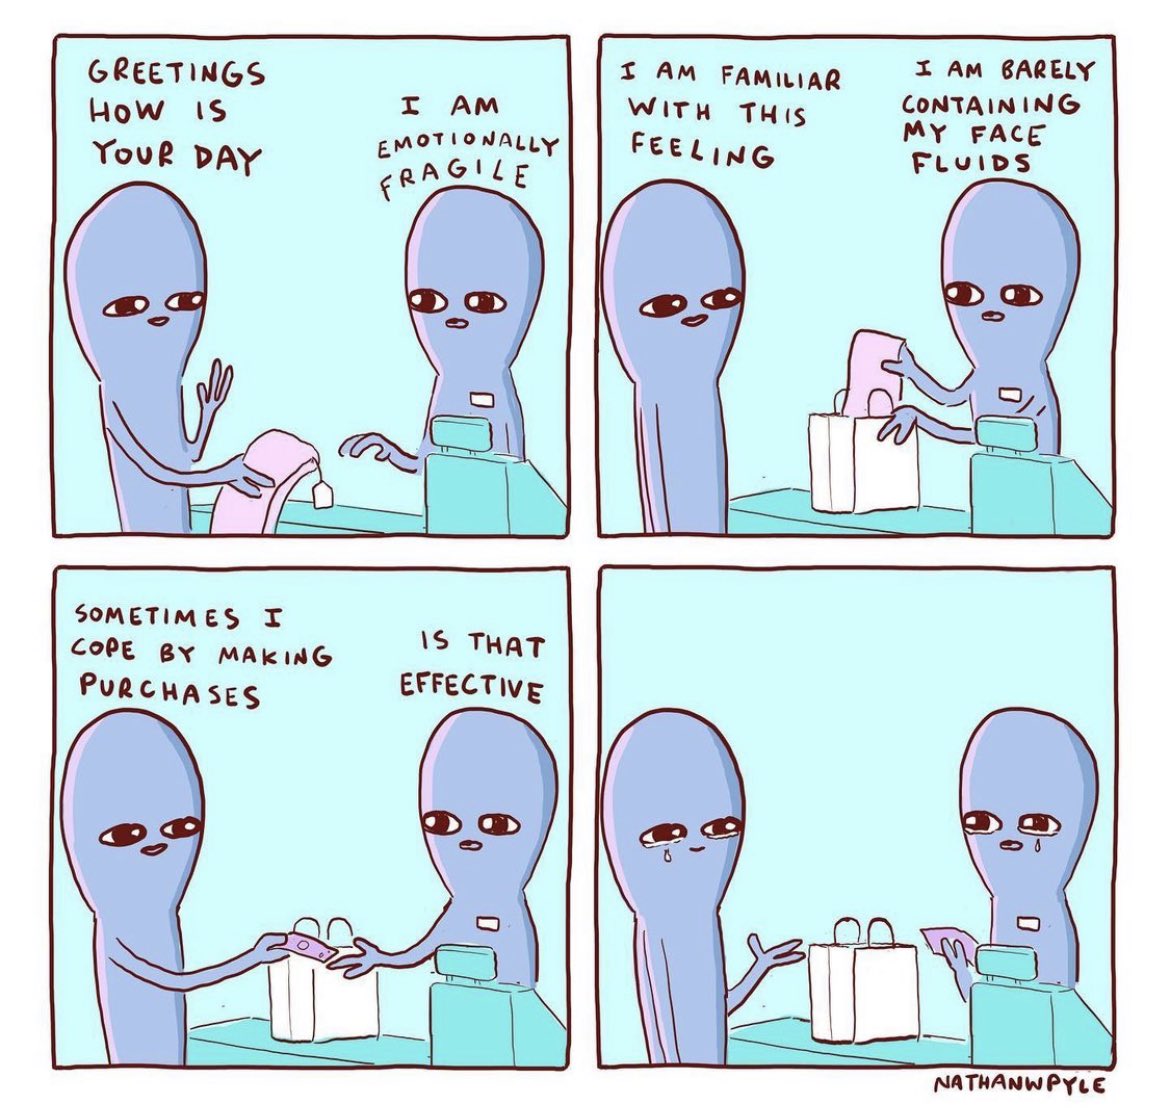 GREETINGS
HOW IS
YOUR DAY
I AM
EMOTIONALLY
FRAGILE
I AM FAMILIAR
WITH THIS
FEELING
I AM BARELY
CONTAINING
MY FACE
FLUIDS
SOMETIMES I
COPE BY MAKING
PURCHASES
IS THAT
EFFECTIVE
NATHANWPYLE